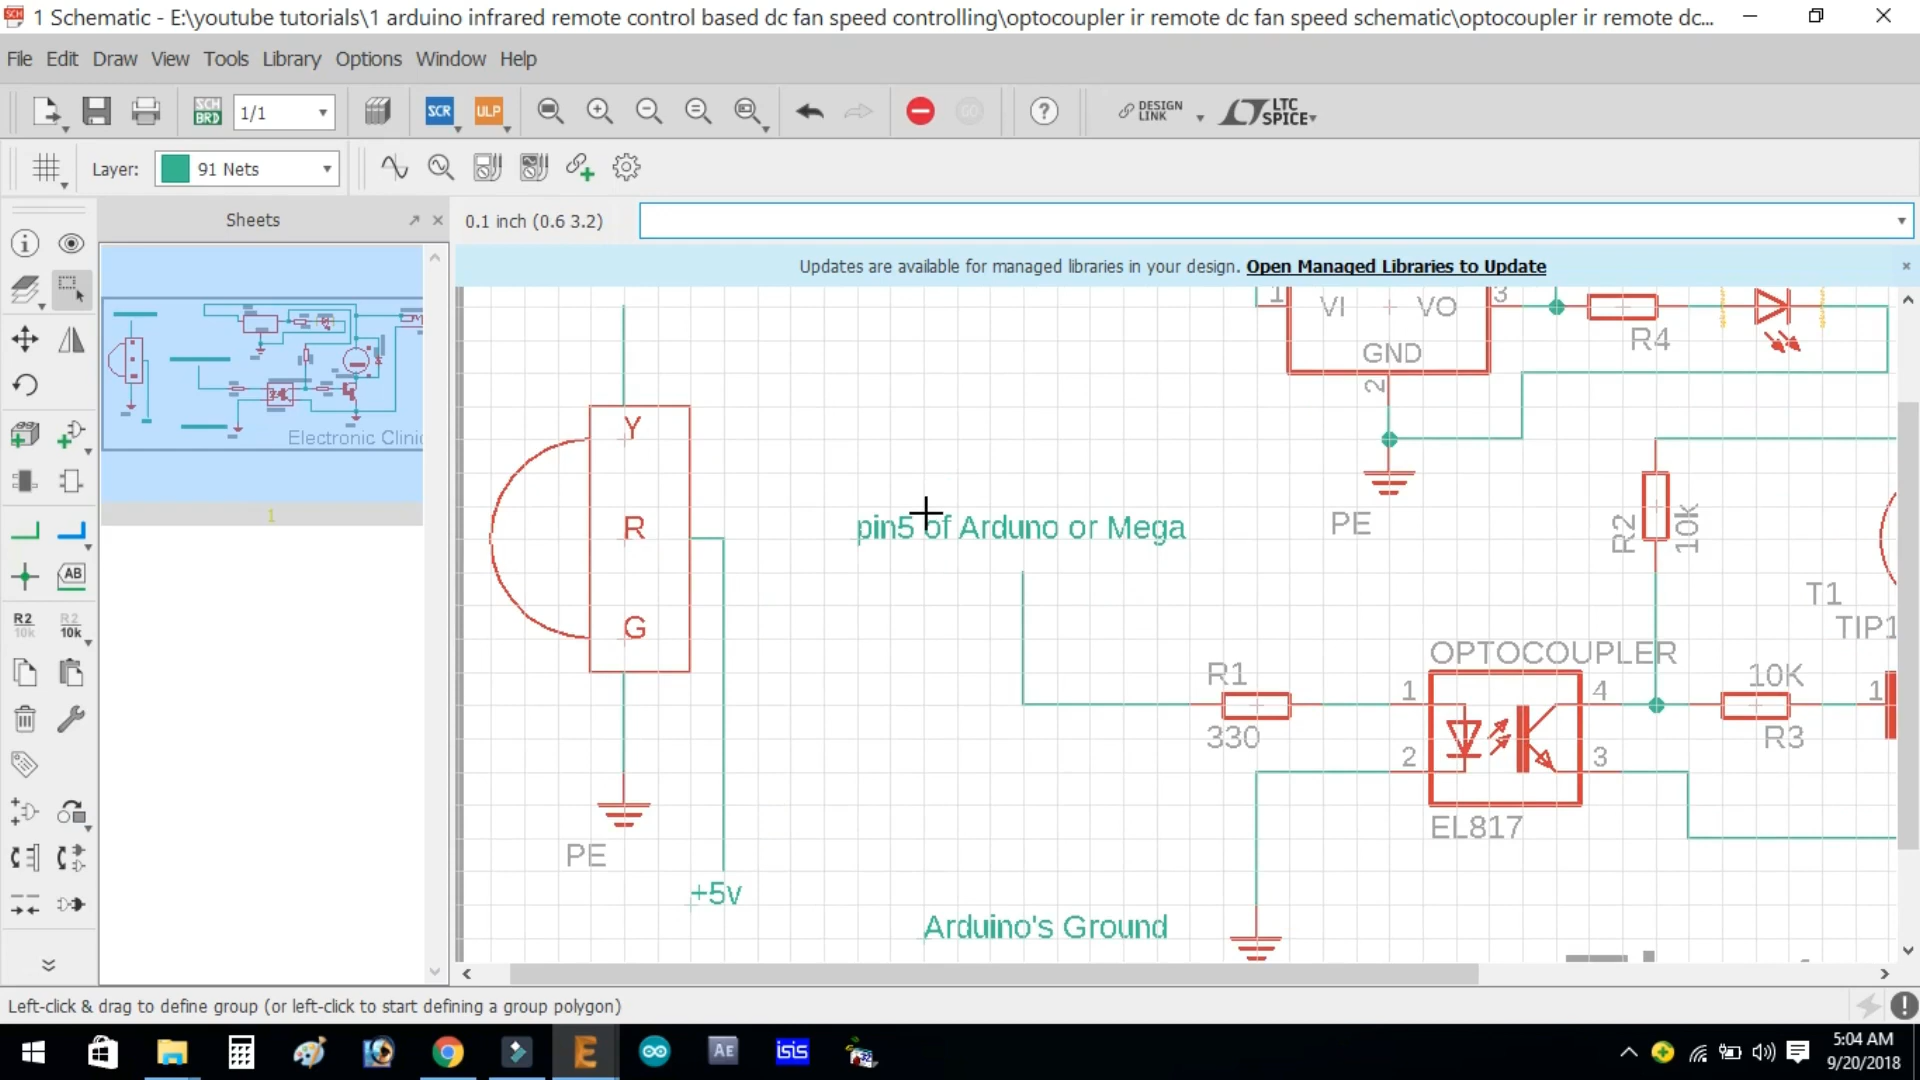 1 Schematic - E:\youtube tutorials\1 arduino infrared remote control based dc fan speed controlling\optocoupler ir remote dc fan speed schematic\optocoupler ir remote dc...
File Edit Draw View Tools Library Options Window Help
SCH BRD 1/1 SCR ULP DESIGN LINK LTC SPICE
Layer: 91 Nets
Sheets
0.1 inch (0.6 3.2)
Updates are available for managed libraries in your design. Open Managed Libraries to Update
1 VI VO 3
R4
GND
2
Y
R
G
PE
+5v
pin5 of Arduno or Mega
PE
R2 10k
T1
TIP1
OPTOCOUPLER
R1
330
1
2
4
3
EL817
10K
R3
1
Arduino's Ground
Electronic Clinic
1
AB
R2 10k
R2 10k
Left-click & drag to define group (or left-click to start defining a group polygon)
E
AE
isis
5:04 AM
9/20/2018